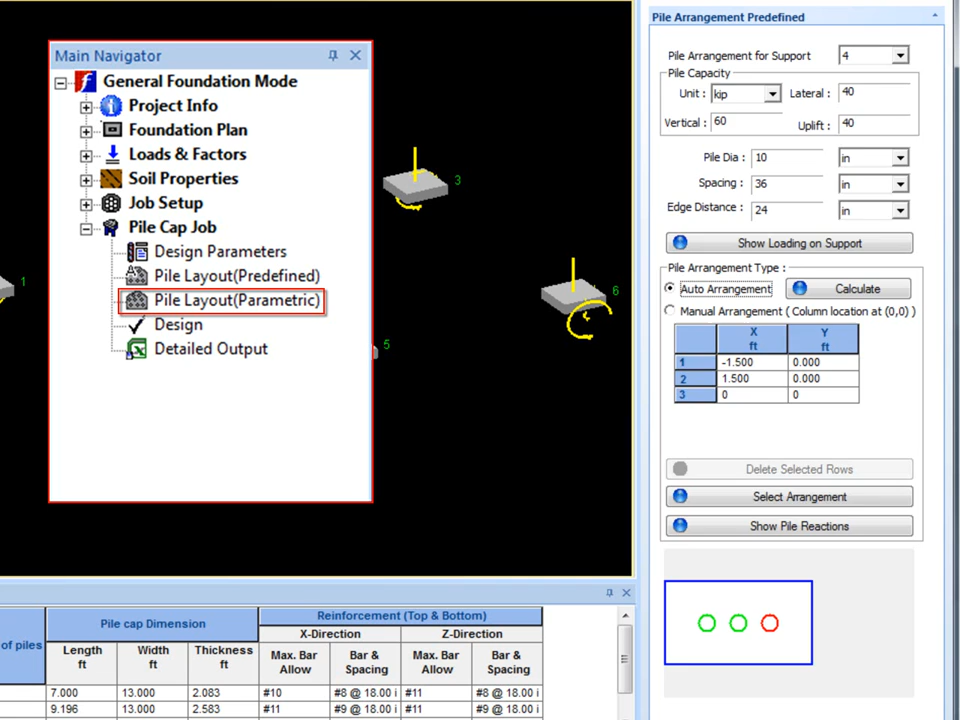 Main Navigator
General Foundation Mode
Project Info
Foundation Plan
Loads & Factors
Soil Properties
Job Setup
Pile Cap Job
Design Parameters
Pile Layout(Predefined)
Pile Layout(Parametric)
Design
Detailed Output
1
3
5
6
Pile Arrangement Predefined
Pile Arrangement for Support 4
Pile Capacity
Unit : kip Lateral : 40
Vertical : 60 Uplift : 40
Pile Dia : 10 in
Spacing : 36 in
Edge Distance : 24 in
Show Loading on Support
Pile Arrangement Type :
Auto Arrangement Calculate
Manual Arrangement ( Column location at (0,0) )
X ft Y ft
1 -1.500 0.000
2 1.500 0.000
3 0 0
Delete Selected Rows
Select Arrangement
Show Pile Reactions
of piles Pile cap Dimension Reinforcement (Top & Bottom)
X-Direction Z-Direction
Length ft Width ft Thickness ft Max. Bar Allow Bar & Spacing Max. Bar Allow Bar & Spacing
7.000 13.000 2.083 #10 #8 @ 18.00 i #11 #8 @ 18.00 i
9.196 13.000 2.583 #11 #9 @ 18.00 i #11 #9 @ 18.00 i